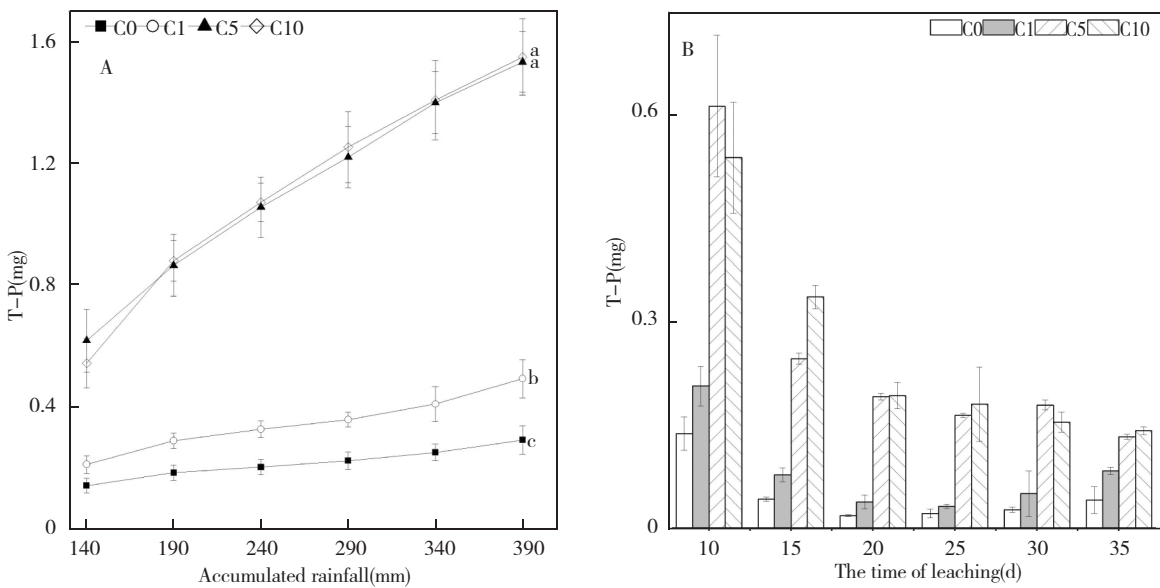 C0 C1 C5 C10
A
1.6
1.2
0.8
0.4
0
T-P(mg)
a
a
b
c
140 190 240 290 340 390
Accumulated rainfall(mm)
C0 C1 C5 C10
B
0.6
0.3
0
T-P(mg)
10 15 20 25 30 35
The time of leaching(d)